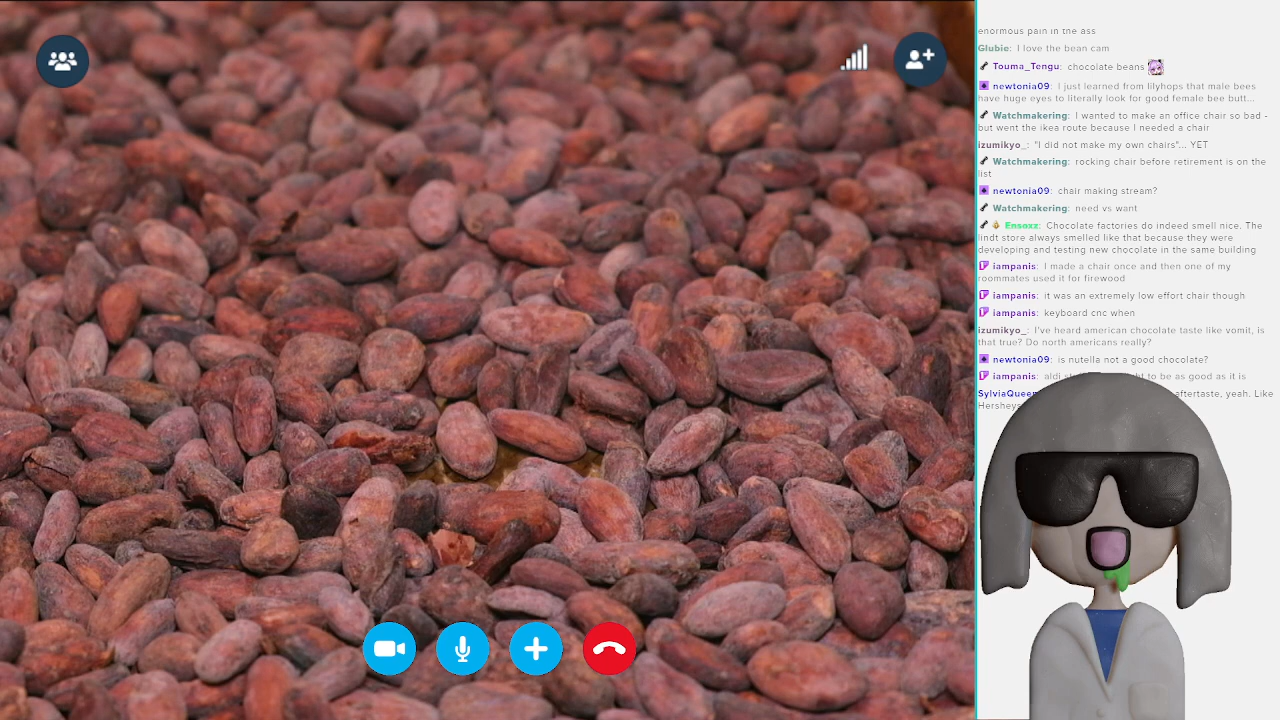 enormous pain in the ass
Glubie: I love the bean cam
Touma_Tengu: chocolate beans
newtonia09: I just learned from lilyhops that male bees
have huge eyes to literally look for good female bee butt...
Watchmakering: I wanted to make an office chair so bad -
but went the ikea route because I needed a chair
izumikyo_: "I did not make my own chairs"... YET
Watchmakering: rocking chair before retirement is on the
list
newtonia09: chair making stream?
Watchmakering: need vs want
Ensoxz: Chocolate factories do indeed smell nice. The
lindt store always smelled like that because they were
developing and testing new chocolate in the same building
iampanis: I made a chair once and then one of my
roommates used it for firewood
iampanis: it was an extremely low effort chair though
iampanis: keyboard cnc when
izumikyo_: I've heard american chocolate taste like vomit, is
that true? Do north americans really?
newtonia09: is nutella not a good chocolate?
iampanis: aldi to be as good as it is
aftertaste, yeah. Like
Hersheys